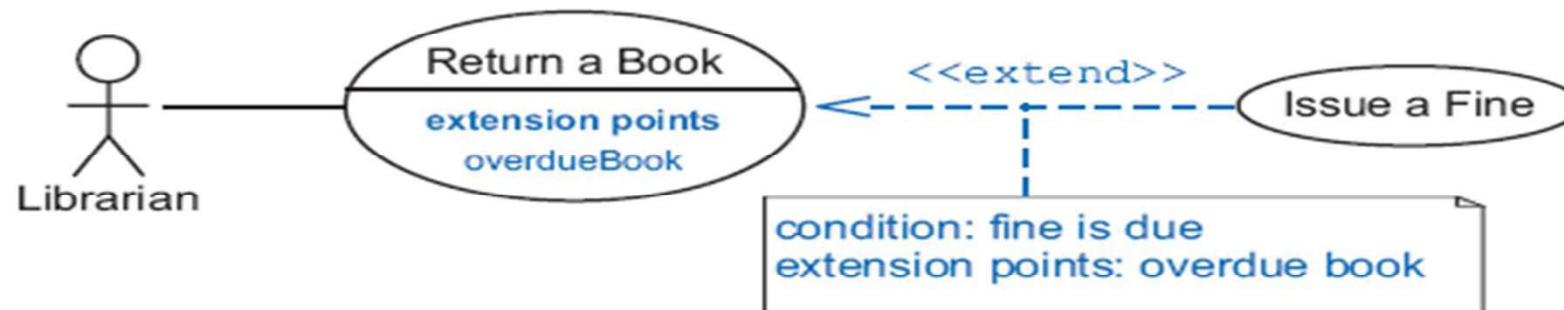 Return a Book
extension points
overdueBook
Librarian
<<extend>>
Issue a Fine
condition: fine is due
extension points: overdue book